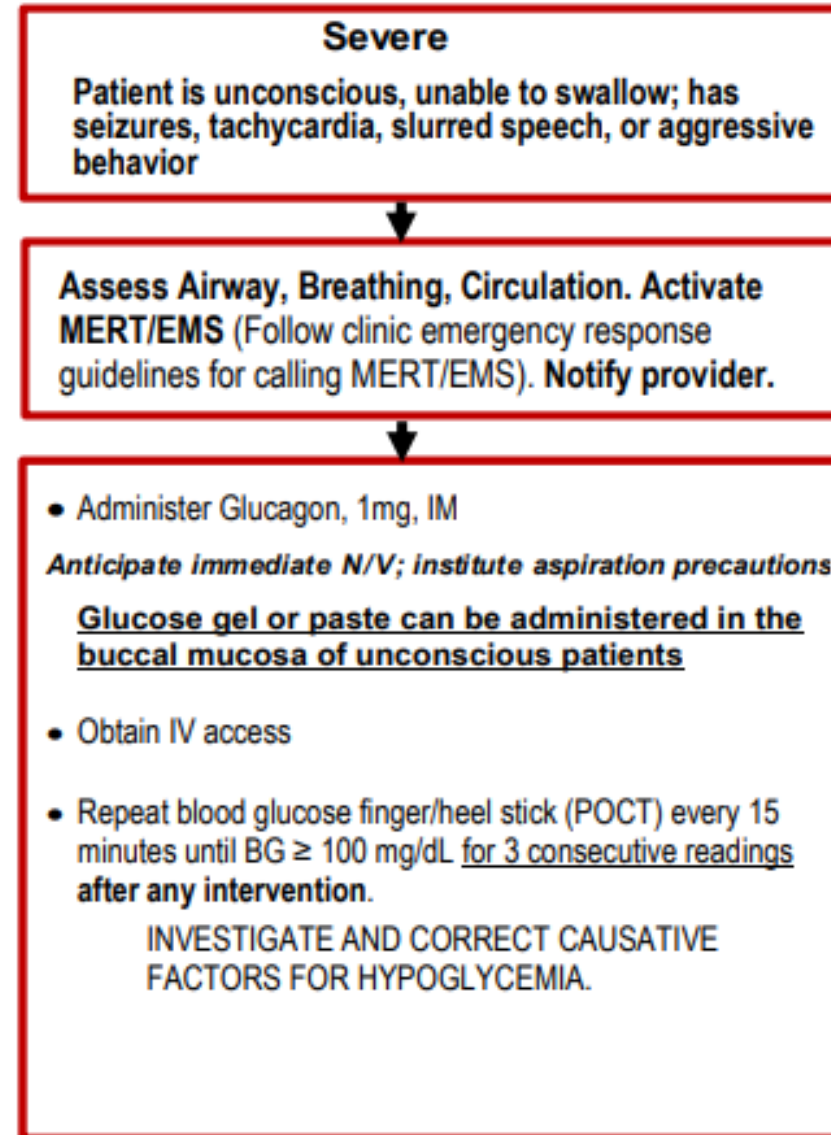 Severe
Patient is unconscious, unable to swallow; has
seizures, tachycardia, slurred speech, or aggressive
behavior
Assess Airway, Breathing, Circulation. Activate
MERT/EMS (Follow clinic emergency response
guidelines for calling MERT/EMS). Notify provider.
• Administer Glucagon, 1mg, IM
Anticipate immediate N/V; institute aspiration precautions
Glucose gel or paste can be administered in the
buccal mucosa of unconscious patients
• Obtain IV access
• Repeat blood glucose finger/heel stick (POCT) every 15
minutes until BG ≥ 100 mg/dL for 3 consecutive readings
after any intervention.
INVESTIGATE AND CORRECT CAUSATIVE
FACTORS FOR HYPOGLYCEMIA.